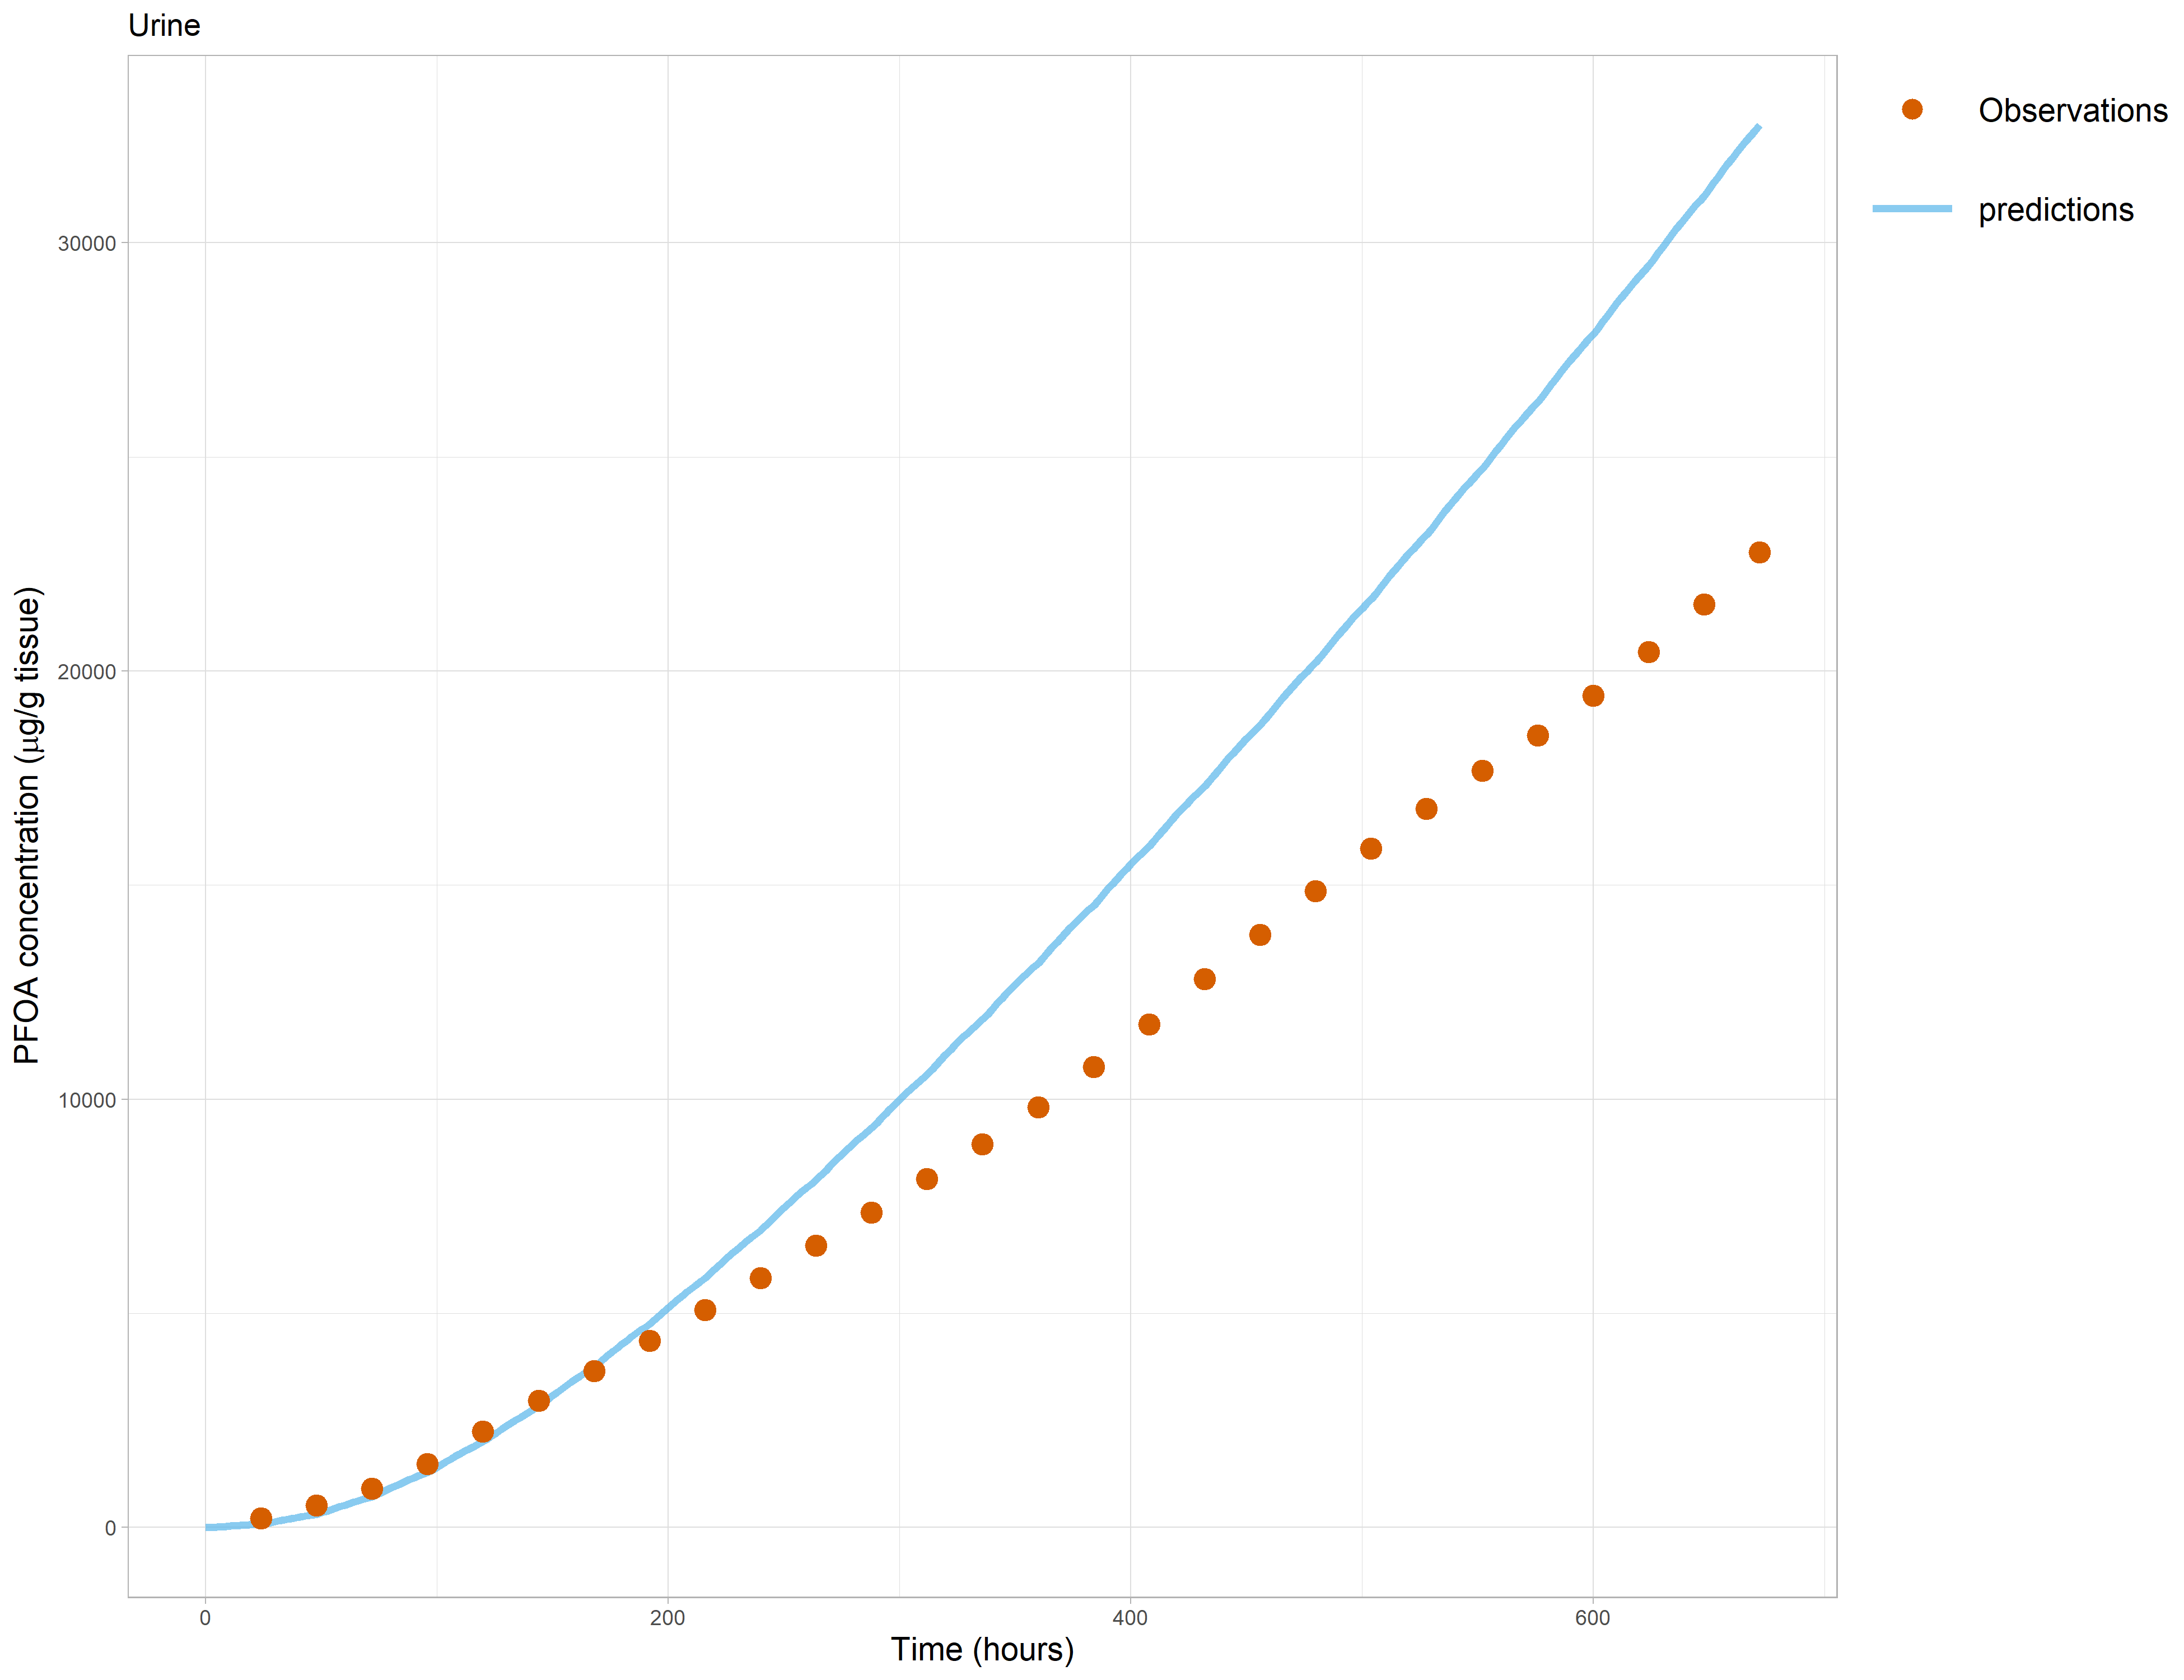 Urine
Observations
predictions
PFOA concentration (μg/g tissue)
30000
20000
10000
0
0 200 400 600
Time (hours)